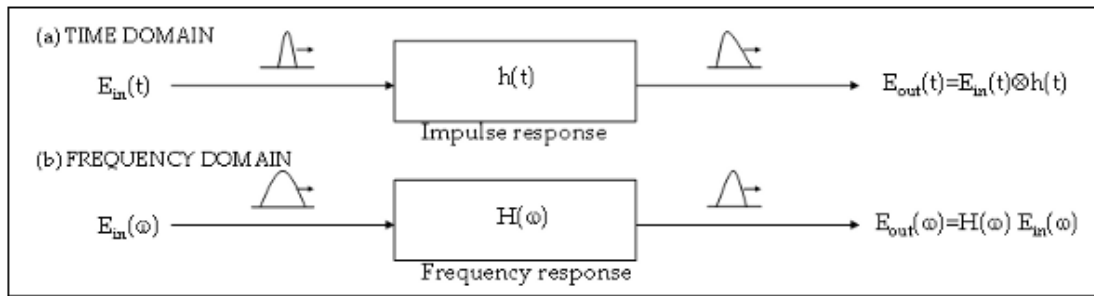 (a) TIME DOMAIN
E_in(t) h(t) E_out(t)=E_in(t)⊗h(t)
Impulse response
(b) FREQUENCY DOMAIN
E_in(ω) H(ω) E_out(ω)=H(ω) E_in(ω)
Frequency response